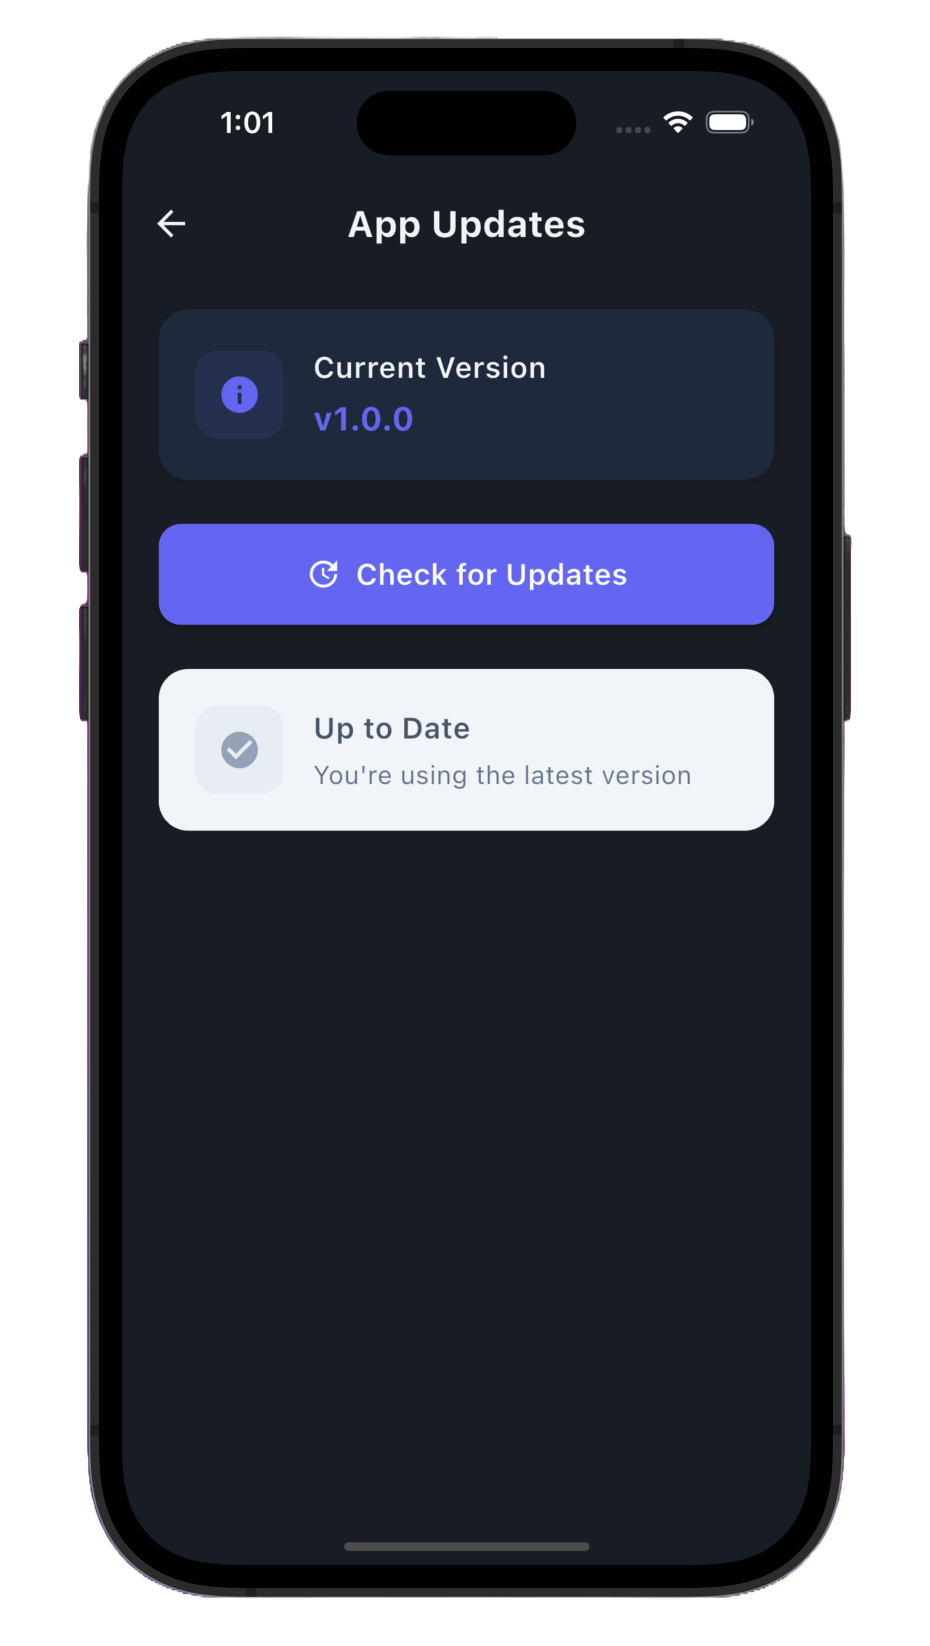 1:01
App Updates
Current Version
v1.0.0
Check for Updates
Up to Date
You're using the latest version